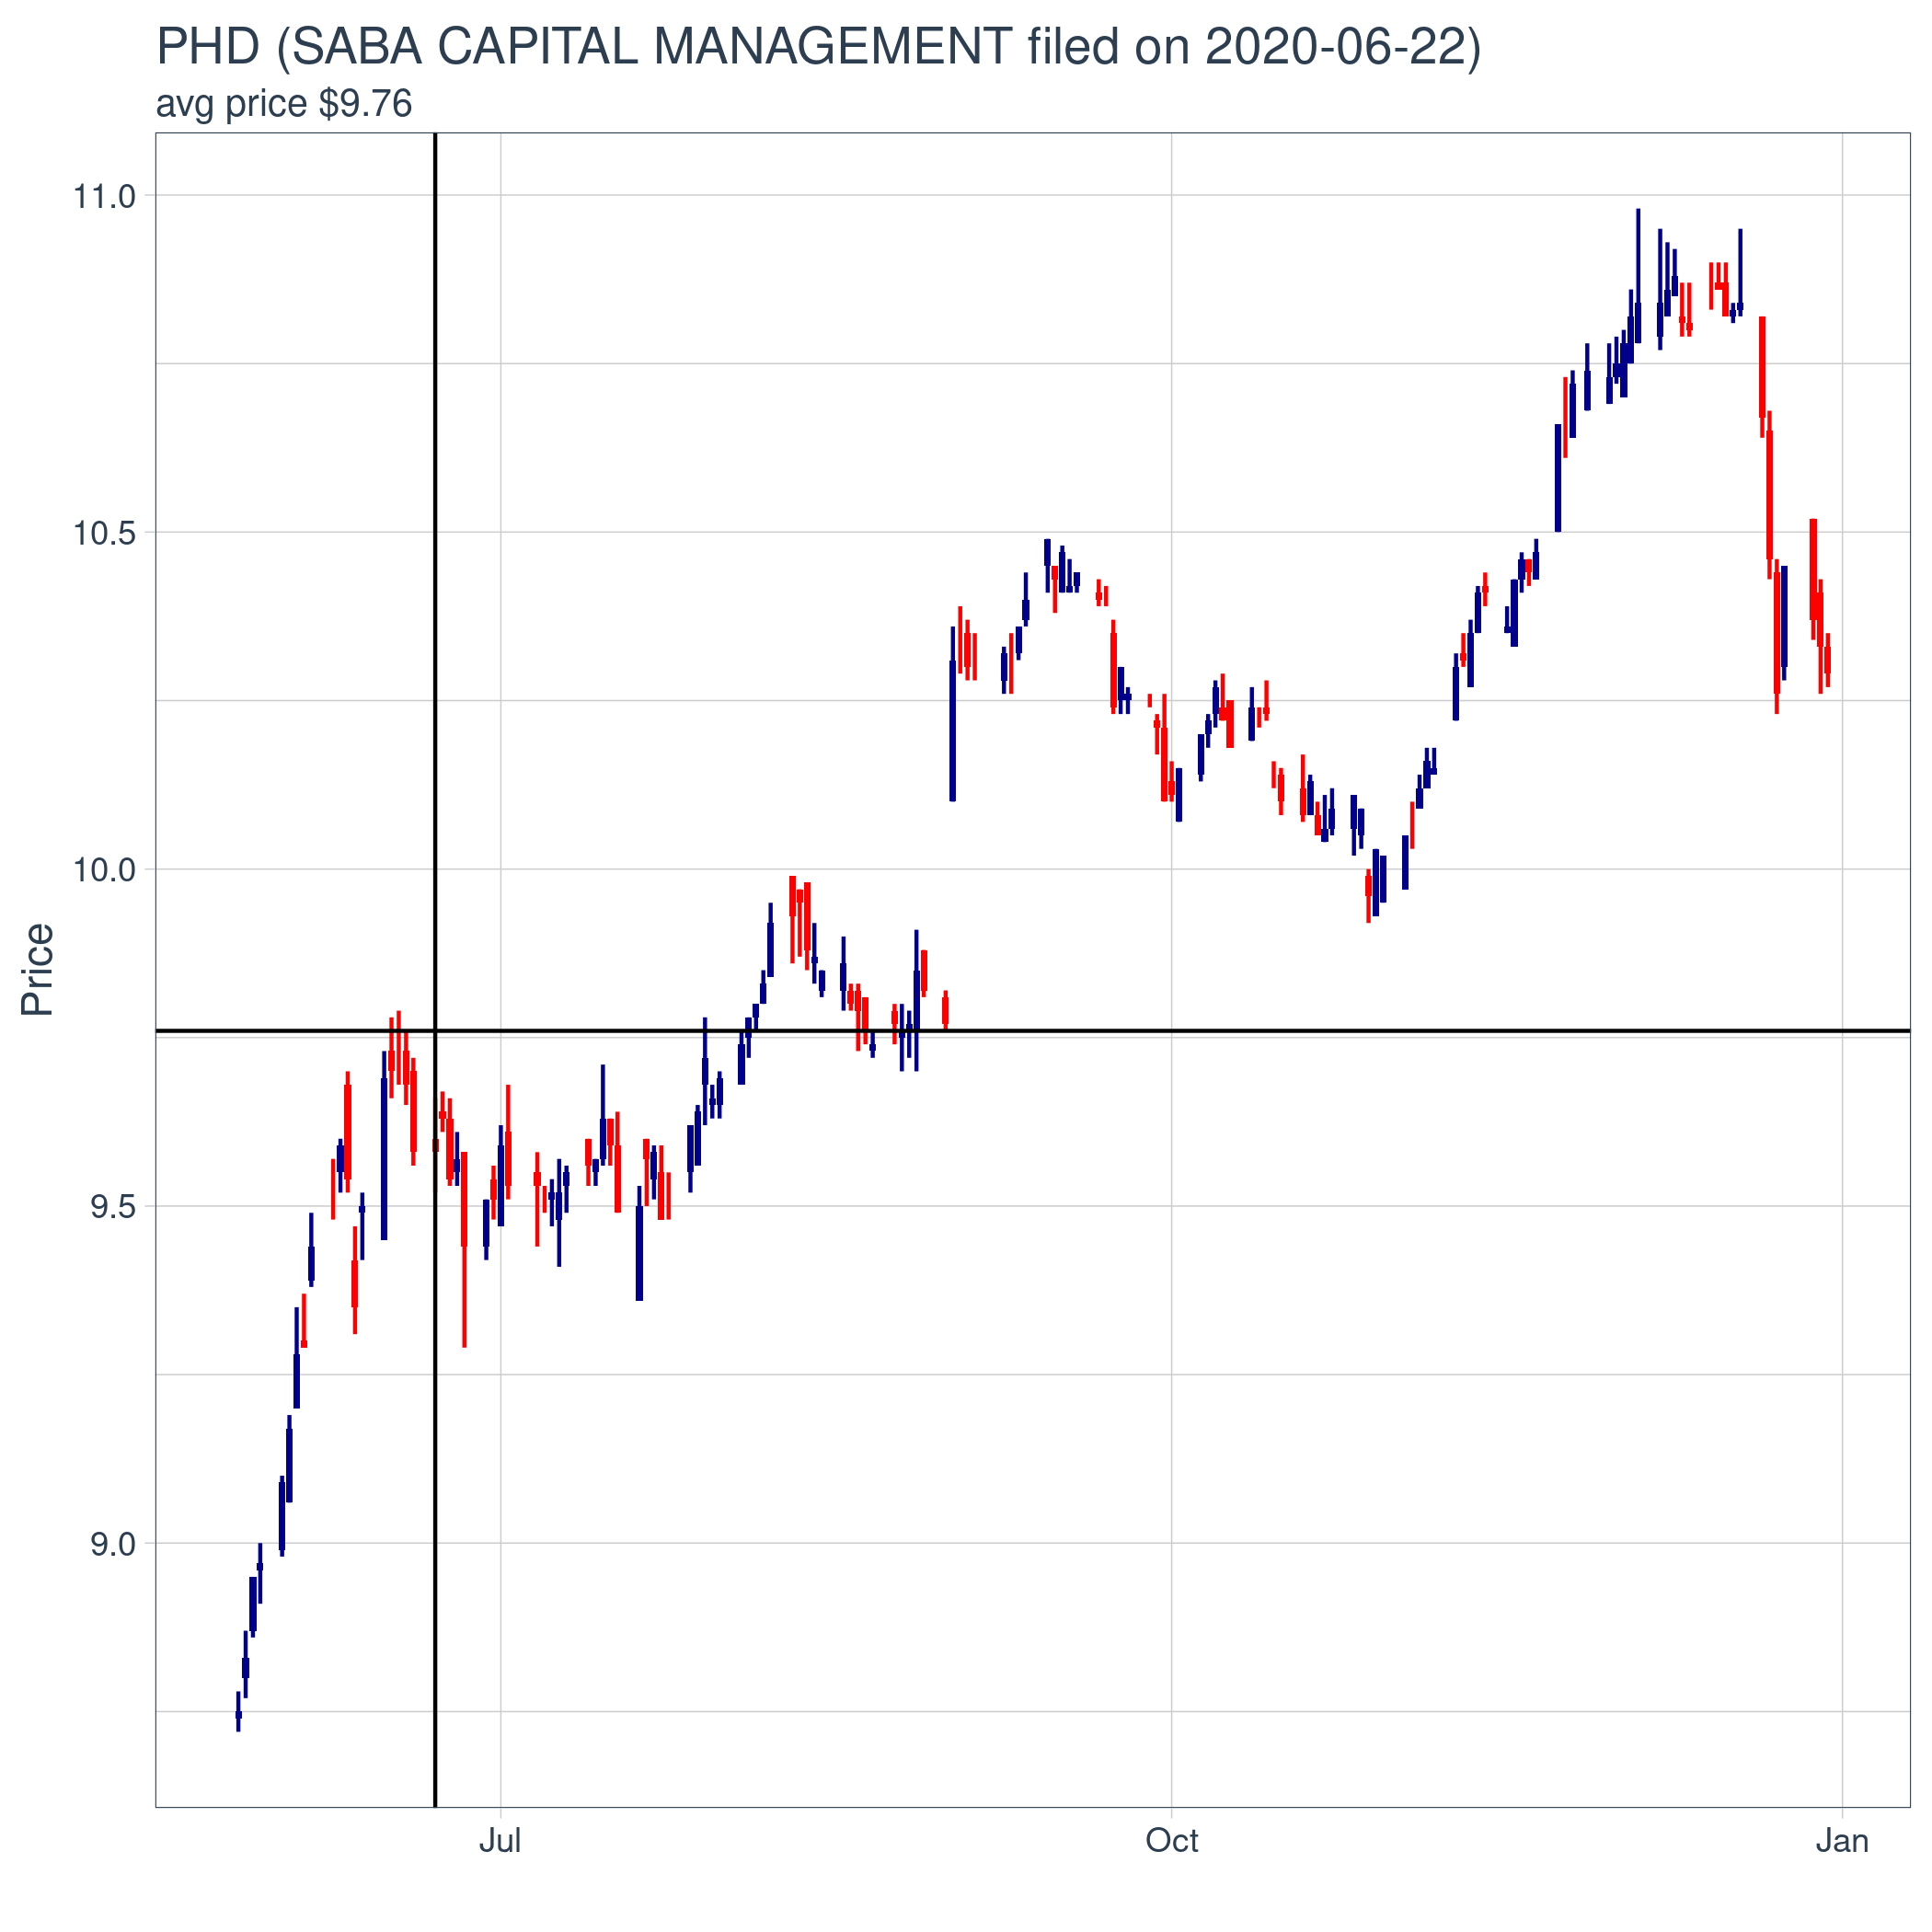 PHD (SABA CAPITAL MANAGEMENT filed on 2020-06-22)
avg price $9.76
11.0
10.5
10.0
9.5
9.0
Price
Jul
Oct
Jan